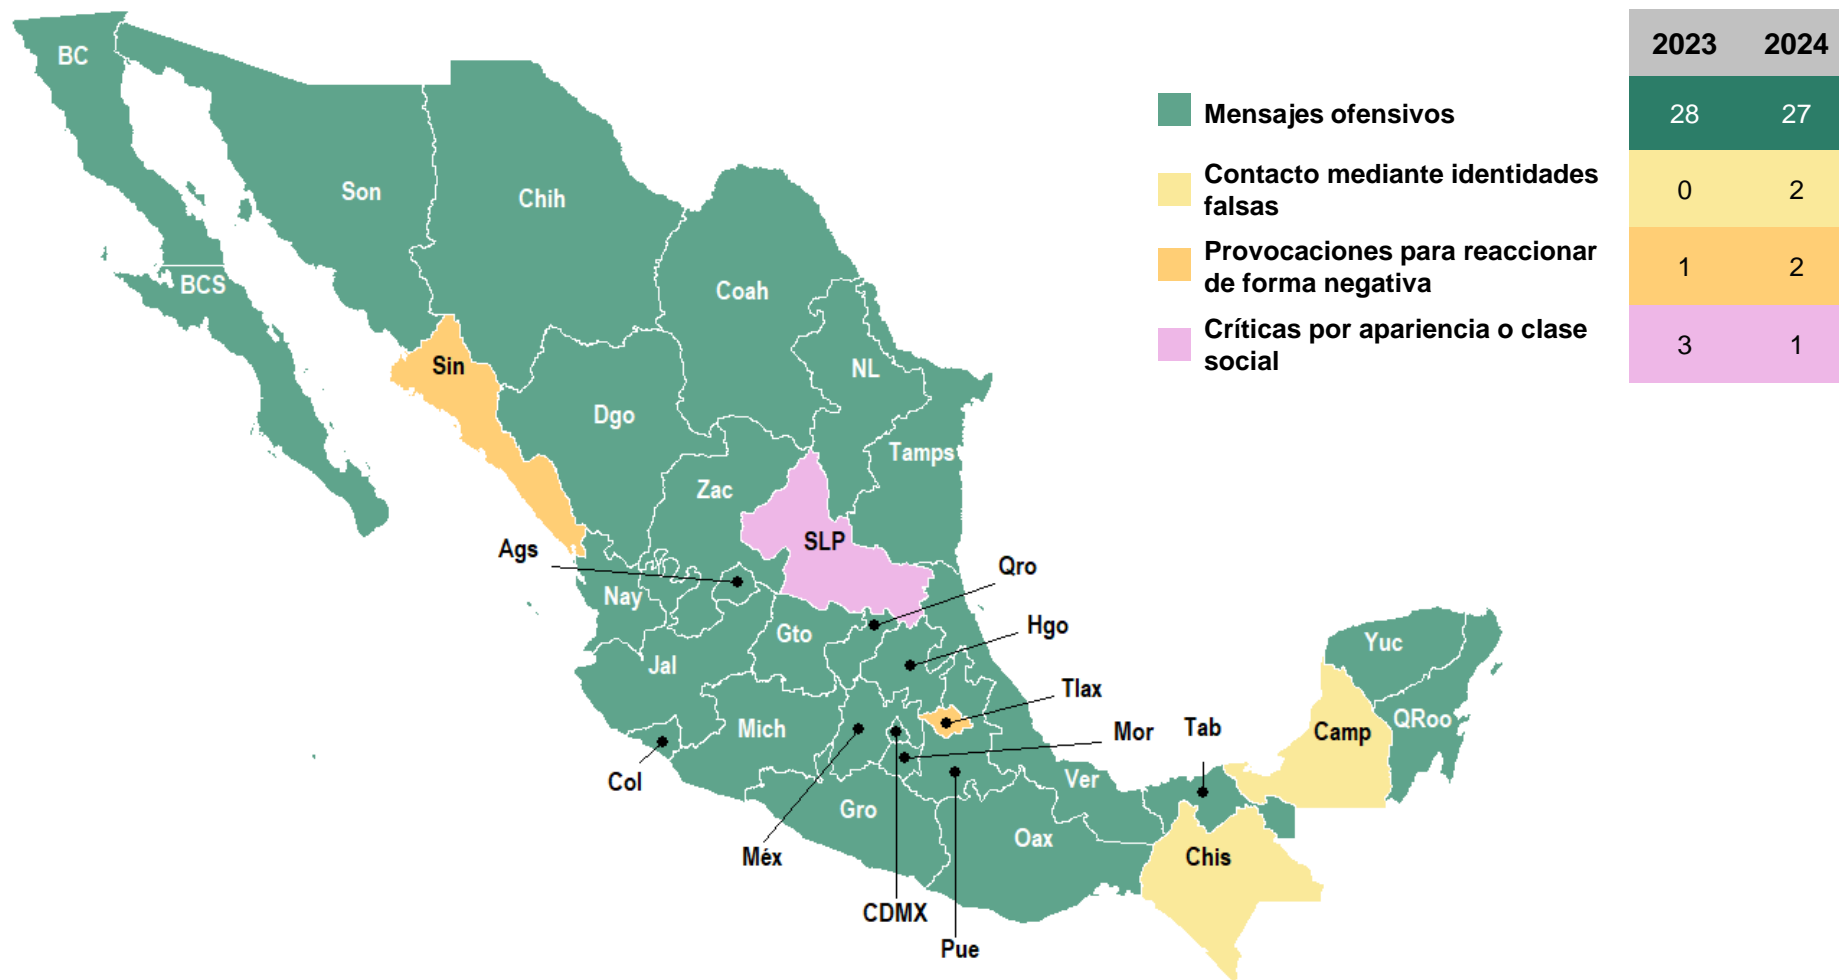 2023 2024
Mensajes ofensivos 28 27
Contacto mediante identidades
falsas 0 2
Provocaciones para reaccionar
de forma negativa 1 2
Críticas por apariencia o clase
social 3 1
BC
Son
Chih
BCS
Coah
Sin
NL
Dgo
Tamps
Zac
SLP
Ags
Qro
Nay
Gto
Hgo
Yuc
Jal
Tlax
QRoo
Mich
Mor
Tab
Camp
Col
Ver
Gro
Oax
Méx
Chis
CDMX
Pue